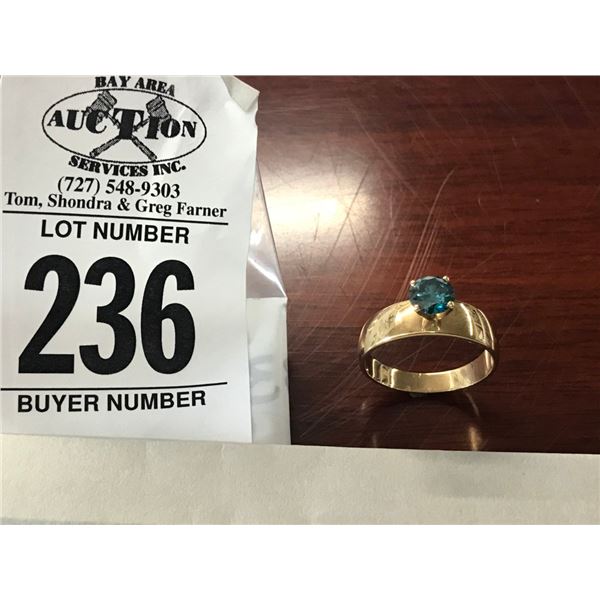 BAY AREA
AUCTION
SERVICES INC.
(727) 548-9303
Tom, Shondra & Greg Farner
LOT NUMBER
236
BUYER NUMBER